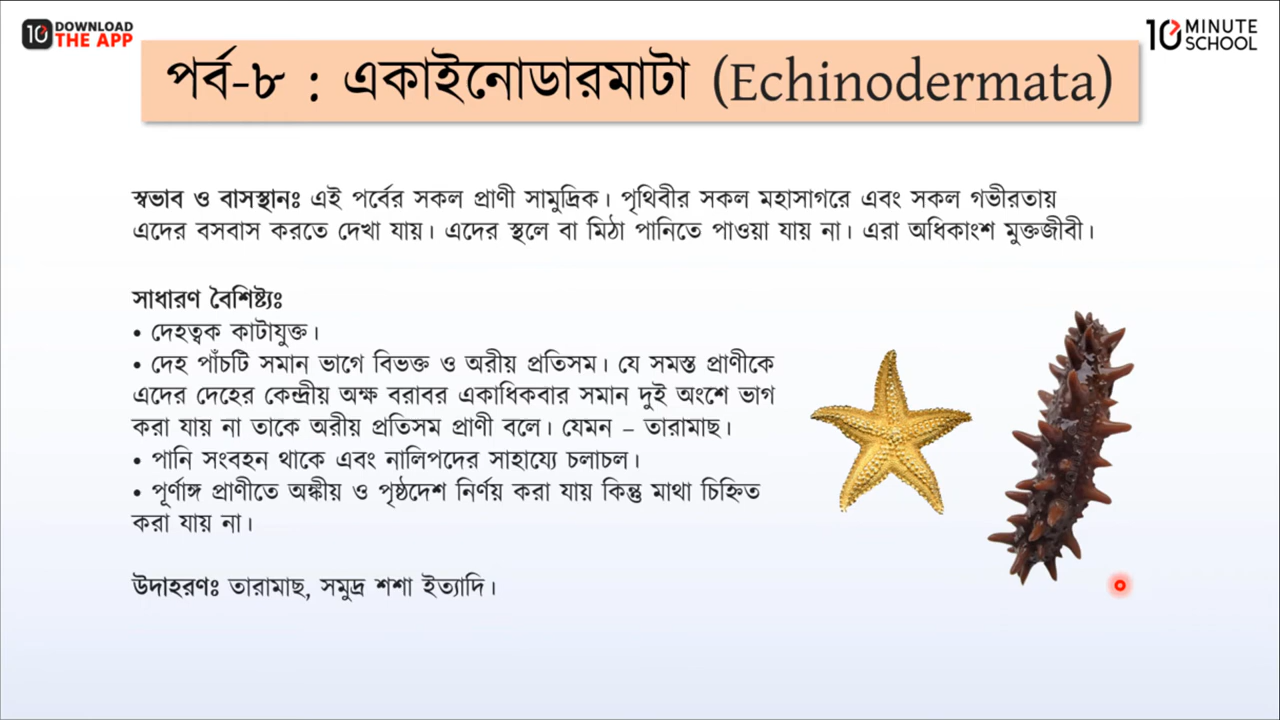 10 DOWNLOAD
THE APP
10 MINUTE
SCHOOL
পর্ব-৮ : একাইনোডারমাটা (Echinodermata)
স্বভাব ও বাসস্থানঃ এই পর্বের সকল প্রাণী সামুদ্রিক। পৃথিবীর সকল মহাসাগরে এবং সকল গভীরতায়
এদের বসবাস করতে দেখা যায়। এদের স্থলে বা মিঠা পানিতে পাওয়া যায় না। এরা অধিকাংশ মুক্তজীবী।
সাধারণ বৈশিষ্ট্যঃ
• দেহত্বক কাটাযুক্ত।
• দেহ পাঁচটি সমান ভাগে বিভক্ত ও অরীয় প্রতিসম। যে সমস্ত প্রাণীকে
এদের দেহের কেন্দ্রীয় অক্ষ বরাবর একাধিকবার সমান দুই অংশে ভাগ
করা যায় না তাকে অরীয় প্রতিসম প্রাণী বলে। যেমন – তারামাছ।
• পানি সংবহন থাকে এবং নালিপদের সাহায্যে চলাচল।
• পূর্ণাঙ্গ প্রাণীতে অঙ্কীয় ও পৃষ্ঠদেশ নির্ণয় করা যায় কিন্তু মাথা চিহ্নিত
করা যায় না।
উদাহরণঃ তারামাছ, সমুদ্র শশা ইত্যাদি।